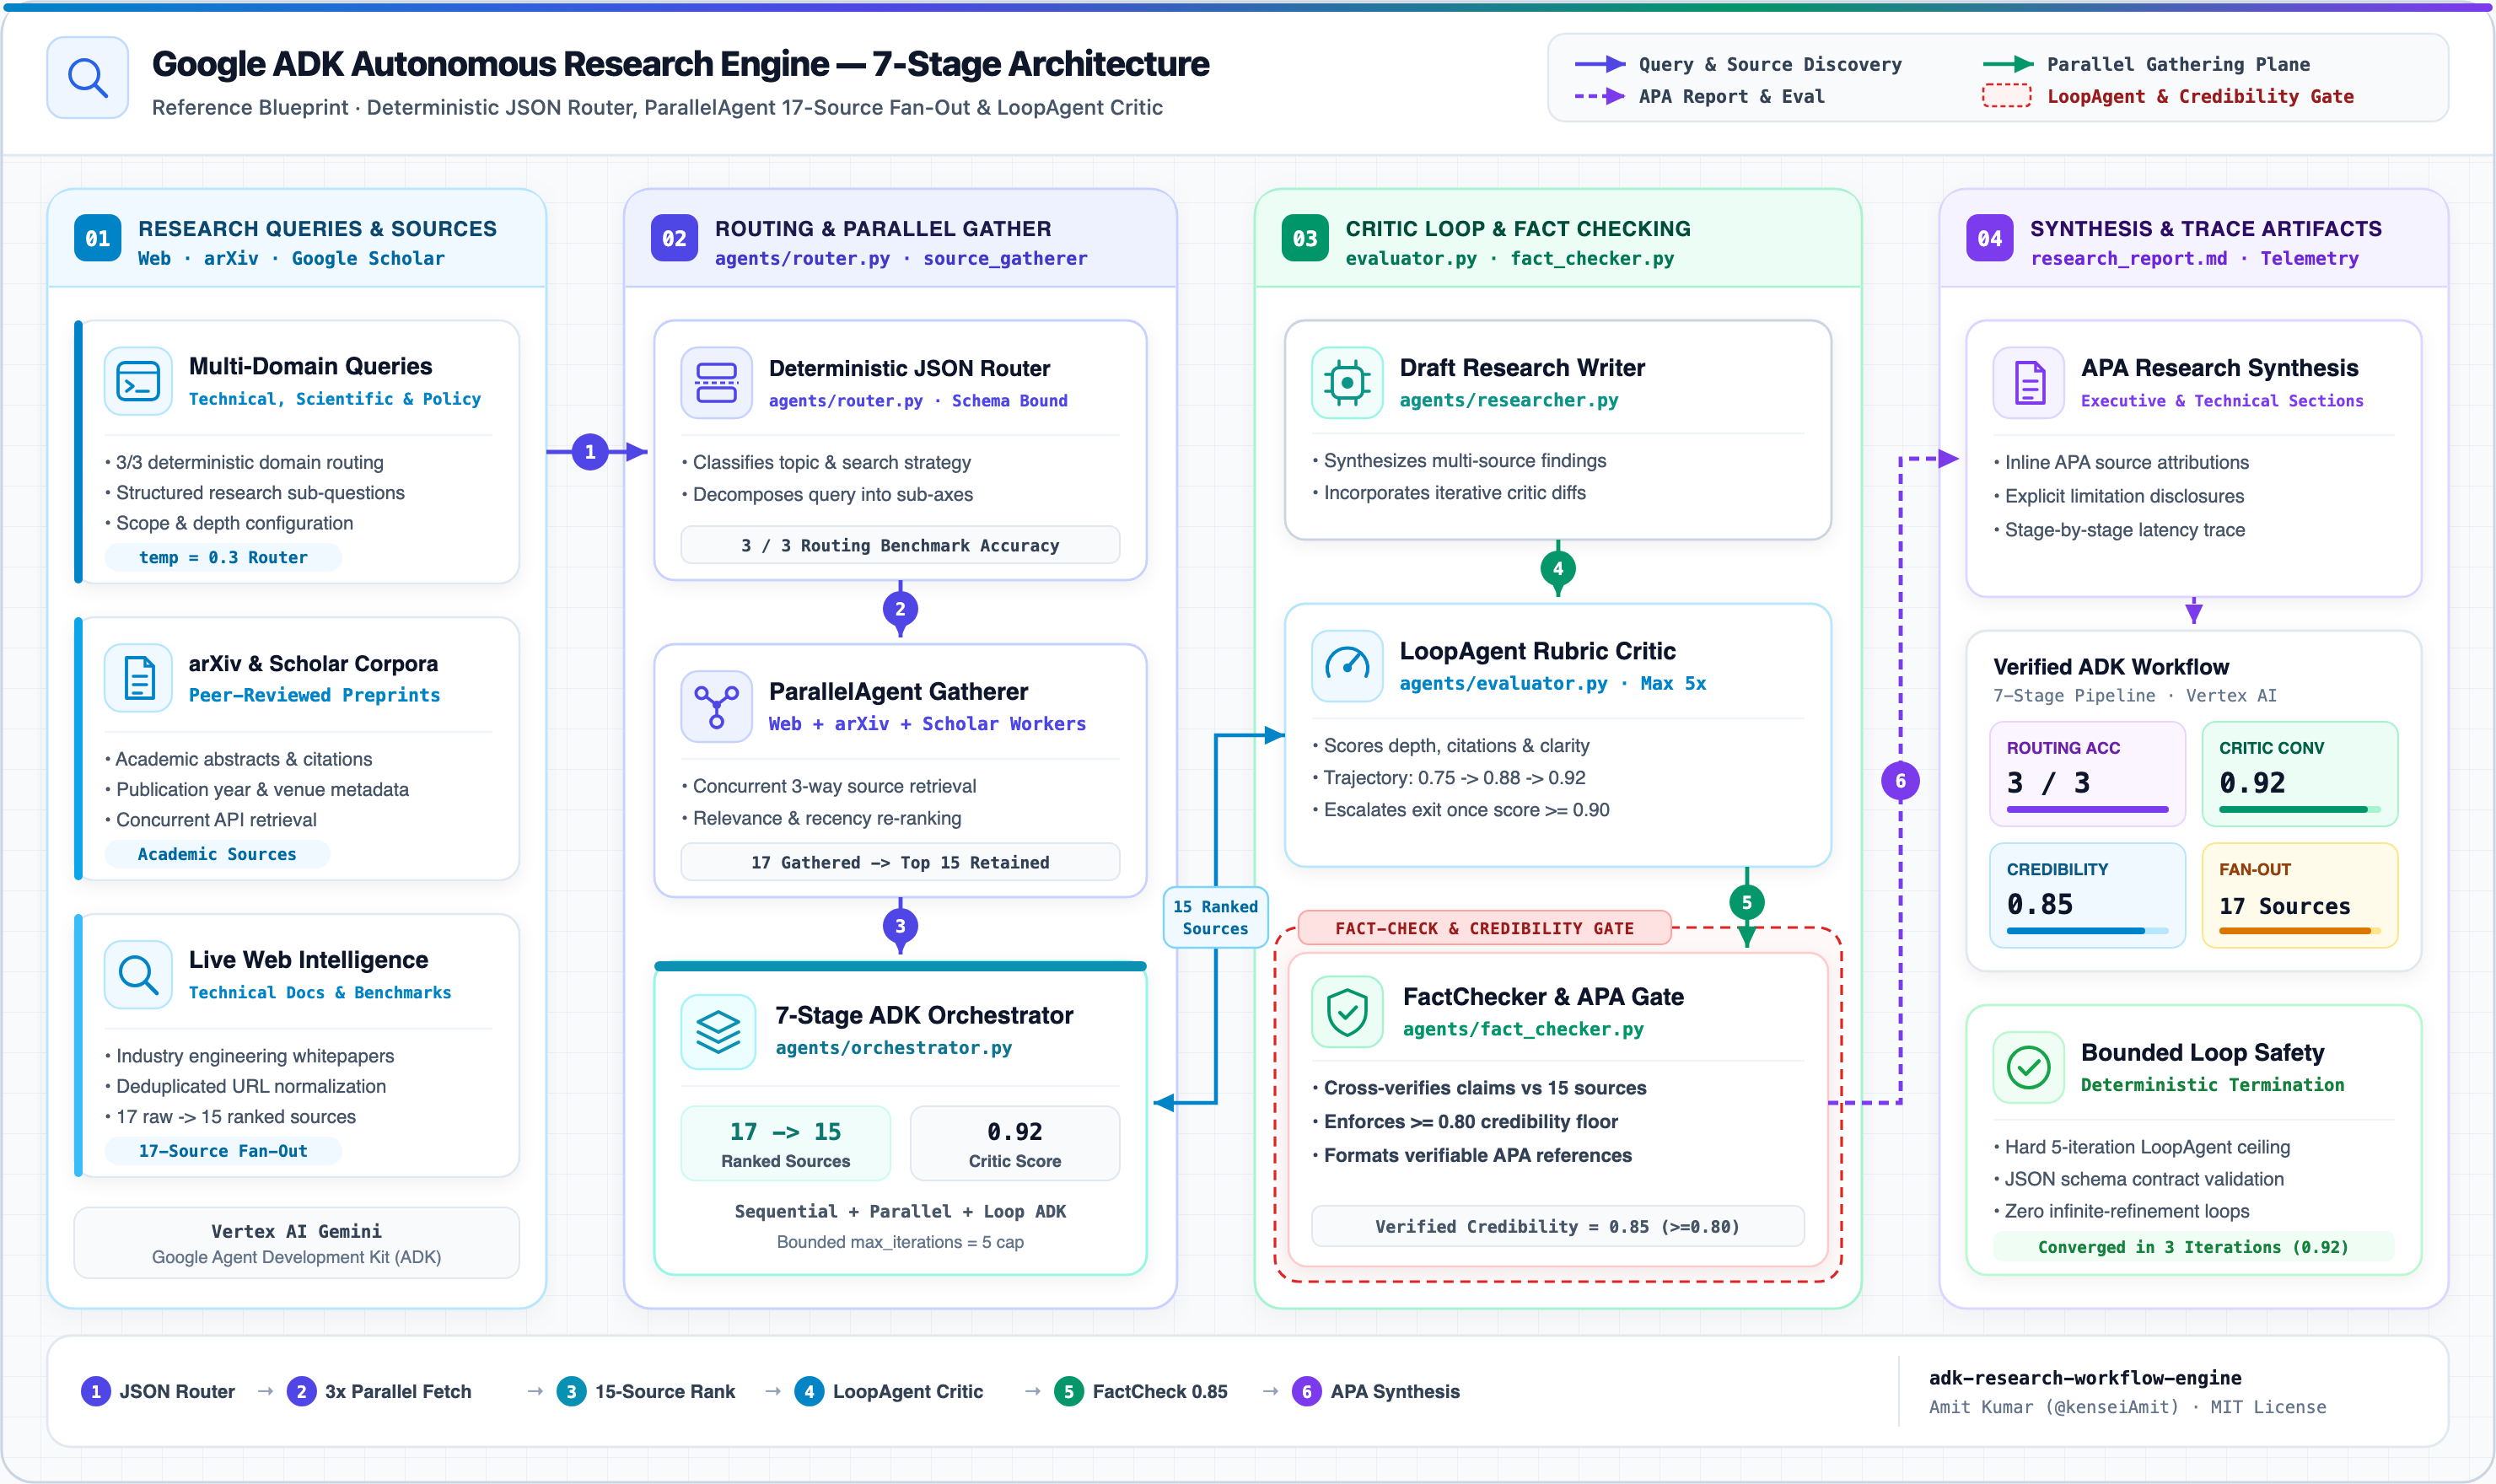 Google ADK Autonomous Research Engine — 7-Stage Architecture
Reference Blueprint · Deterministic JSON Router, ParallelAgent 17-Source Fan-Out & LoopAgent Critic
Query & Source Discovery
Parallel Gathering Plane
APA Report & Eval
LoopAgent & Credibility Gate
01
RESEARCH QUERIES & SOURCES
Web · arXiv · Google Scholar
Multi-Domain Queries
Technical, Scientific & Policy
• 3/3 deterministic domain routing
• Structured research sub-questions
• Scope & depth configuration
temp = 0.3 Router
arXiv & Scholar Corpora
Peer-Reviewed Preprints
• Academic abstracts & citations
• Publication year & venue metadata
• Concurrent API retrieval
Academic Sources
Live Web Intelligence
Technical Docs & Benchmarks
• Industry engineering whitepapers
• Deduplicated URL normalization
• 17 raw -> 15 ranked sources
17-Source Fan-Out
Vertex AI Gemini
Google Agent Development Kit (ADK)
1
02
ROUTING & PARALLEL GATHER
agents/router.py · source_gatherer
Deterministic JSON Router
agents/router.py · Schema Bound
• Classifies topic & search strategy
• Decomposes query into sub-axes
3 / 3 Routing Benchmark Accuracy
2
ParallelAgent Gatherer
Web + arXiv + Scholar Workers
• Concurrent 3-way source retrieval
• Relevance & recency re-ranking
17 Gathered -> Top 15 Retained
3
7-Stage ADK Orchestrator
agents/orchestrator.py
17 -> 15
Ranked Sources
0.92
Critic Score
Sequential + Parallel + Loop ADK
Bounded max_iterations = 5 cap
15 Ranked
Sources
03
CRITIC LOOP & FACT CHECKING
evaluator.py · fact_checker.py
Draft Research Writer
agents/researcher.py
• Synthesizes multi-source findings
• Incorporates iterative critic diffs
4
LoopAgent Rubric Critic
agents/evaluator.py · Max 5x
• Scores depth, citations & clarity
• Trajectory: 0.75 -> 0.88 -> 0.92
• Escalates exit once score >= 0.90
5
FACT-CHECK & CREDIBILITY GATE
FactChecker & APA Gate
agents/fact_checker.py
• Cross-verifies claims vs 15 sources
• Enforces >= 0.80 credibility floor
• Formats verifiable APA references
Verified Credibility = 0.85 (>=0.80)
6
04
SYNTHESIS & TRACE ARTIFACTS
research_report.md · Telemetry
APA Research Synthesis
Executive & Technical Sections
• Inline APA source attributions
• Explicit limitation disclosures
• Stage-by-stage latency trace
Verified ADK Workflow
7-Stage Pipeline · Vertex AI
ROUTING ACC
3 / 3
CRITIC CONV
0.92
CREDIBILITY
0.85
FAN-OUT
17 Sources
Bounded Loop Safety
Deterministic Termination
• Hard 5-iteration LoopAgent ceiling
• JSON schema contract validation
• Zero infinite-refinement loops
Converged in 3 Iterations (0.92)
1 JSON Router → 2 3x Parallel Fetch → 3 15-Source Rank → 4 LoopAgent Critic → 5 FactCheck 0.85 → 6 APA Synthesis
adk-research-workflow-engine
Amit Kumar (@kenseiAmit) · MIT License